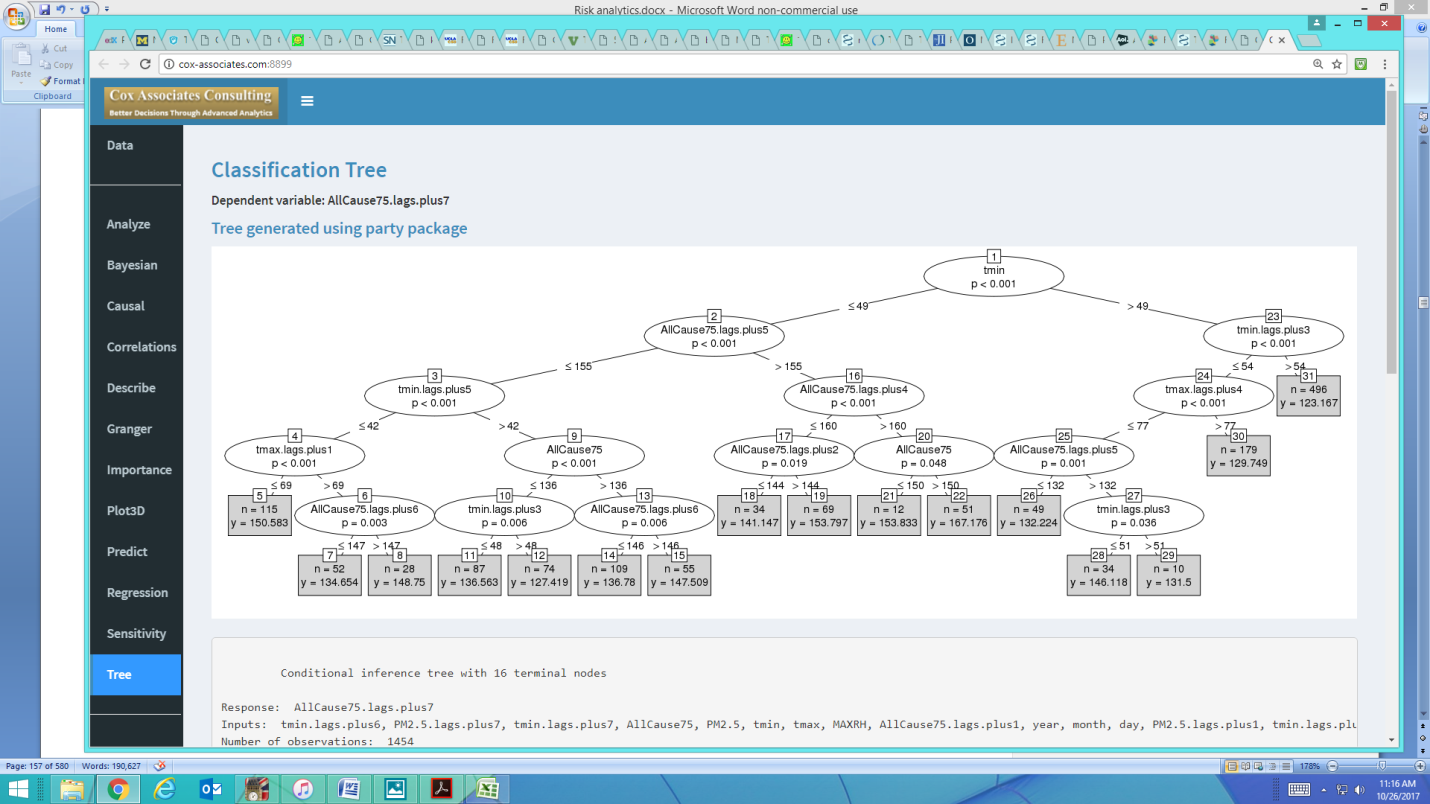 Risk analytics.docx - Microsoft Word non-commercial use
Home
Cut
Copy
Paste
Format
Clipboard
cox-associates.com:8899
Cox Associates Consulting
Better Decisions Through Advanced Analytics
Data
Analyze
Bayesian
Causal
Correlations
Describe
Granger
Importance
Plot3D
Predict
Regression
Sensitivity
Tree
Classification Tree
Dependent variable: AllCause75.lags.plus7
Tree generated using party package
1
tmin
p < 0.001
≤ 49
> 49
2
AllCause75.lags.plus5
p < 0.001
23
tmin.lags.plus3
p < 0.001
≤ 155
> 155
≤ 54
> 54
3
tmin.lags.plus5
p < 0.001
16
AllCause75.lags.plus4
p < 0.001
24
tmax.lags.plus4
p < 0.001
31
n = 496
y = 123.167
≤ 42
> 42
≤ 160
> 160
≤ 77
> 77
4
tmax.lags.plus1
p < 0.001
9
AllCause75
p < 0.001
17
AllCause75.lags.plus2
p = 0.019
20
AllCause75
p = 0.048
25
AllCause75.lags.plus5
p = 0.001
30
n = 179
y = 129.749
≤ 69
> 69
≤ 136
> 136
≤ 144
> 144
≤ 150
> 150
≤ 132
> 132
5
n = 115
y = 150.583
6
AllCause75.lags.plus6
p = 0.003
10
tmin.lags.plus3
p = 0.006
13
AllCause75.lags.plus6
p = 0.006
18
n = 34
y = 141.147
19
n = 69
y = 153.797
21
n = 12
y = 153.833
22
n = 51
y = 167.176
26
n = 49
y = 132.224
27
tmin.lags.plus3
p = 0.036
≤ 147
> 147
≤ 48
> 48
≤ 146
> 146
≤ 51
> 51
7
n = 52
y = 134.654
8
n = 28
y = 148.75
11
n = 87
y = 136.563
12
n = 74
y = 127.419
14
n = 109
y = 136.78
15
n = 55
y = 147.509
28
n = 34
y = 146.118
29
n = 10
y = 131.5
Conditional inference tree with 16 terminal nodes
Response: AllCause75.lags.plus7
Inputs: tmin.lags.plus6, PM2.5.lags.plus7, tmin.lags.plus7, AllCause75, PM2.5, tmin, tmax, MAXRH, AllCause75.lags.plus1, year, month, day, PM2.5.lags.plus1, tmin.lags.plu
Number of observations: 1454
Page: 157 of 580
Words: 190,627
178%
11:16 AM
10/26/2017